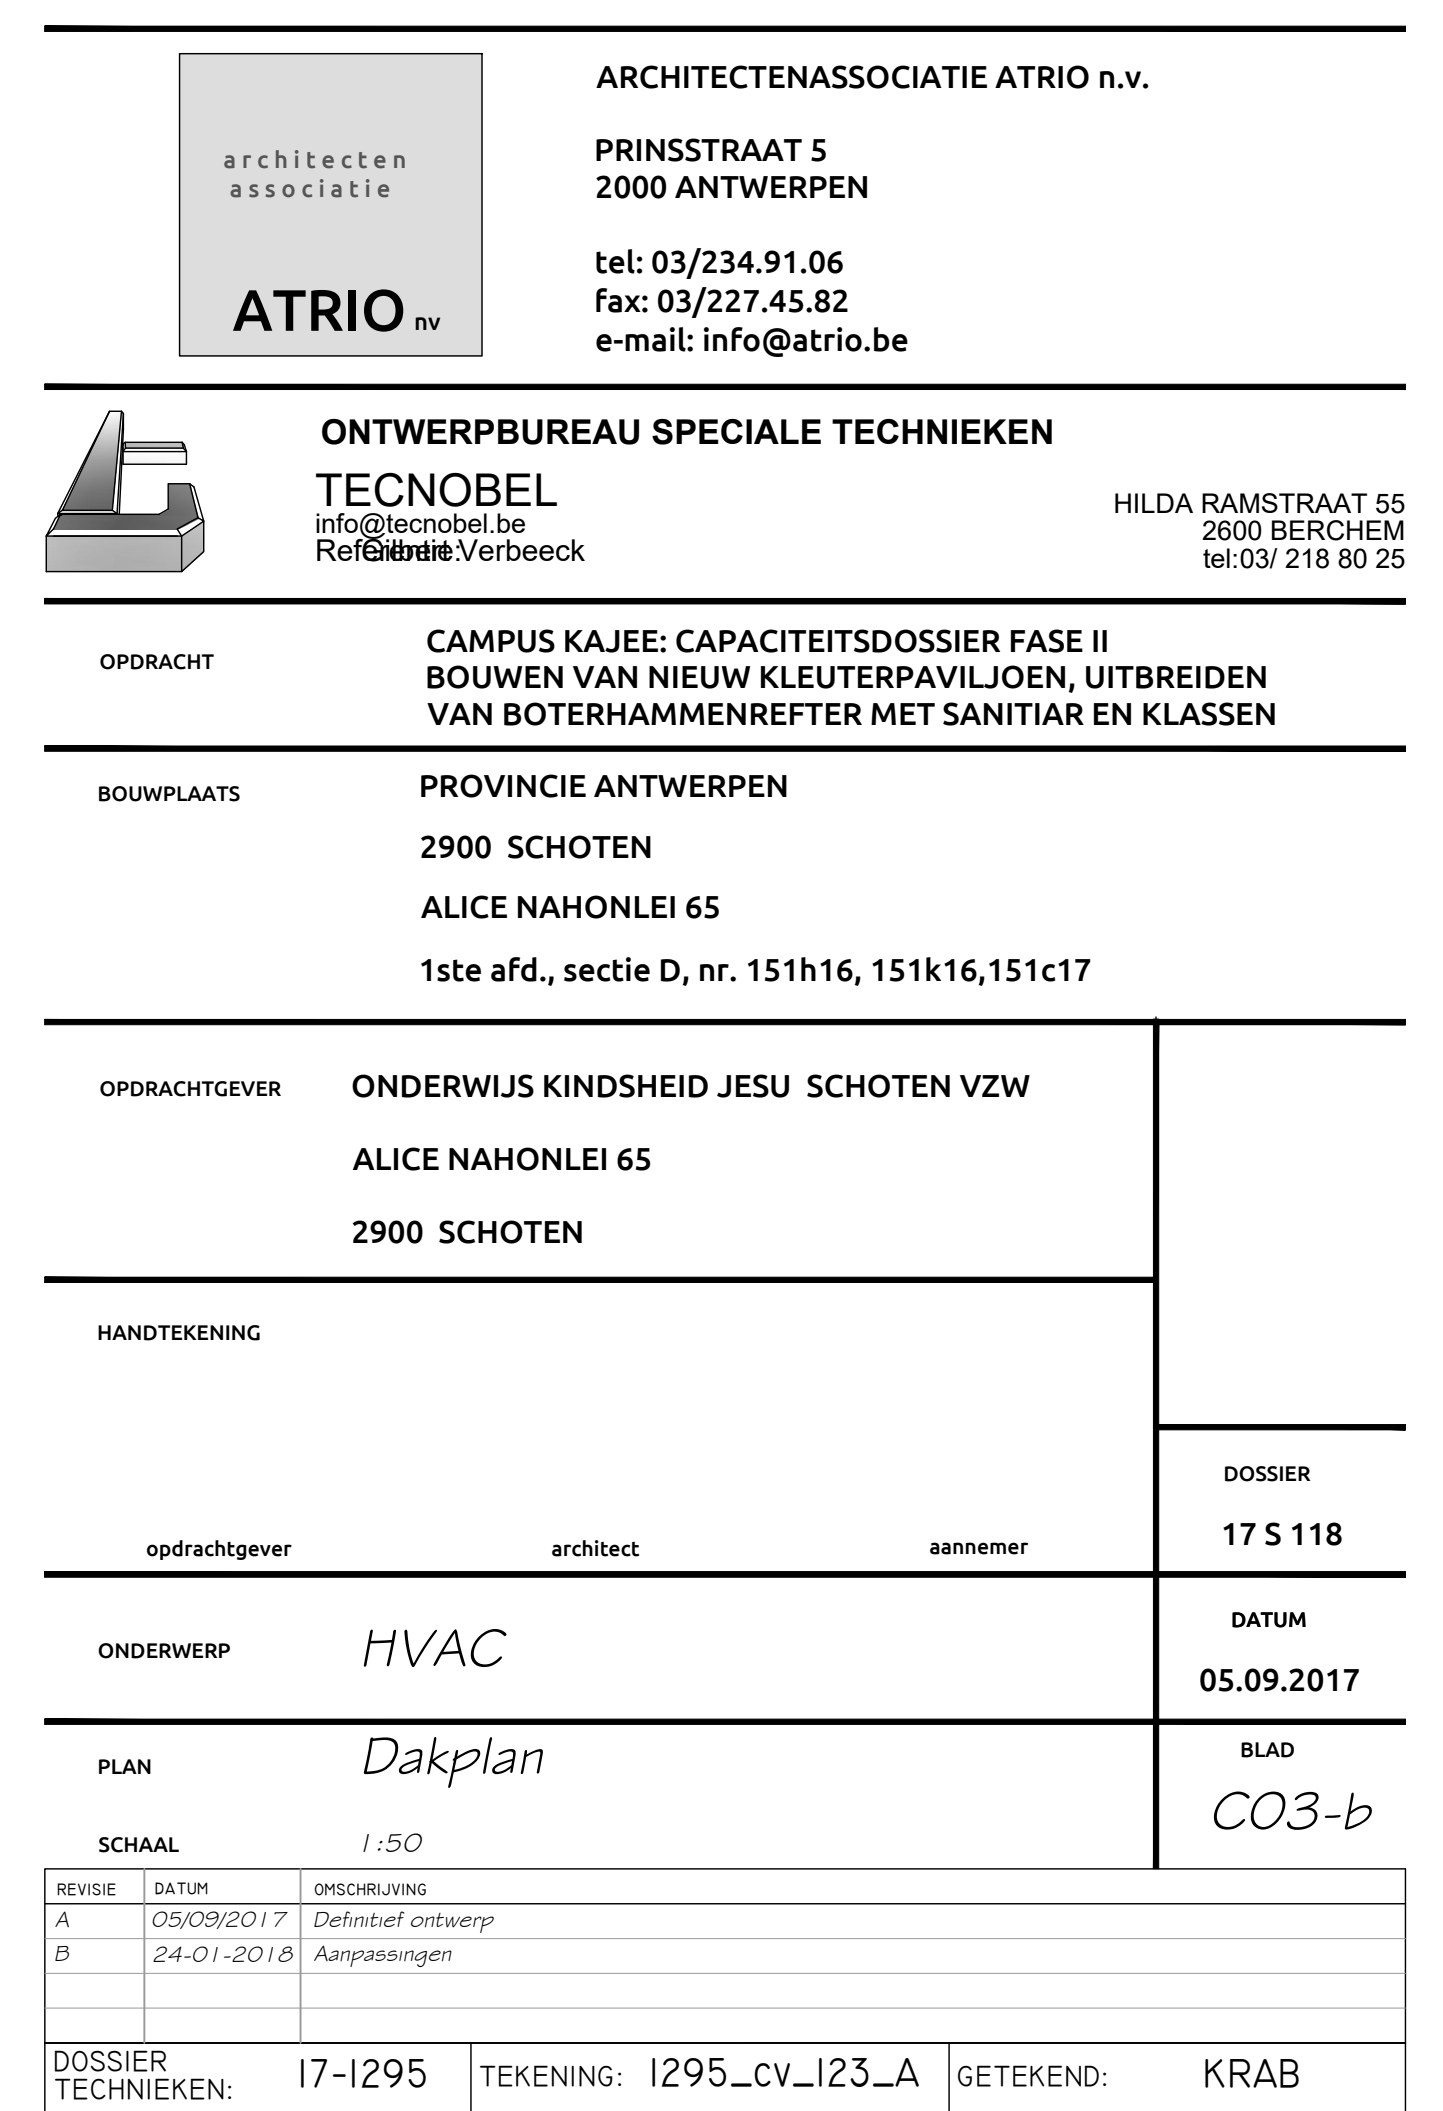 architecten
associatie
ATRIO nv
ARCHITECTENASSOCIATIE ATRIO n.v.
PRINSSTRAAT 5
2000 ANTWERPEN
tel: 03/234.91.06
fax: 03/227.45.82
e-mail: info@atrio.be
ONTWERPBUREAU SPECIALE TECHNIEKEN
TECNOBEL
info@tecnobel.be
Referentie: Gilbert Verbeeck
HILDA RAMSTRAAT 55
2600 BERCHEM
tel:03/ 218 80 25
OPDRACHT
CAMPUS KAJEE: CAPACITEITSDOSSIER FASE II
BOUWEN VAN NIEUW KLEUTERPAVILJOEN, UITBREIDEN
VAN BOTERHAMMENREFTER MET SANITIAR EN KLASSEN
BOUWPLAATS
PROVINCIE ANTWERPEN
2900 SCHOTEN
ALICE NAHONLEI 65
1ste afd., sectie D, nr. 151h16, 151k16,151c17
OPDRACHTGEVER
ONDERWIJS KINDSHEID JESU SCHOTEN VZW
ALICE NAHONLEI 65
2900 SCHOTEN
HANDTEKENING
opdrachtgever architect aannemer
DOSSIER
17 S 118
ONDERWERP HVAC
DATUM
05.09.2017
PLAN Dakplan
SCHAAL 1:50
BLAD
C03-b
REVISIE DATUM OMSCHRIJVING
A 05/09/2017 Definitief ontwerp
B 24-01-2018 Aanpassingen
DOSSIER
TECHNIEKEN: 17-1295
TEKENING: 1295_cv_123_A
GETEKEND: KRAB